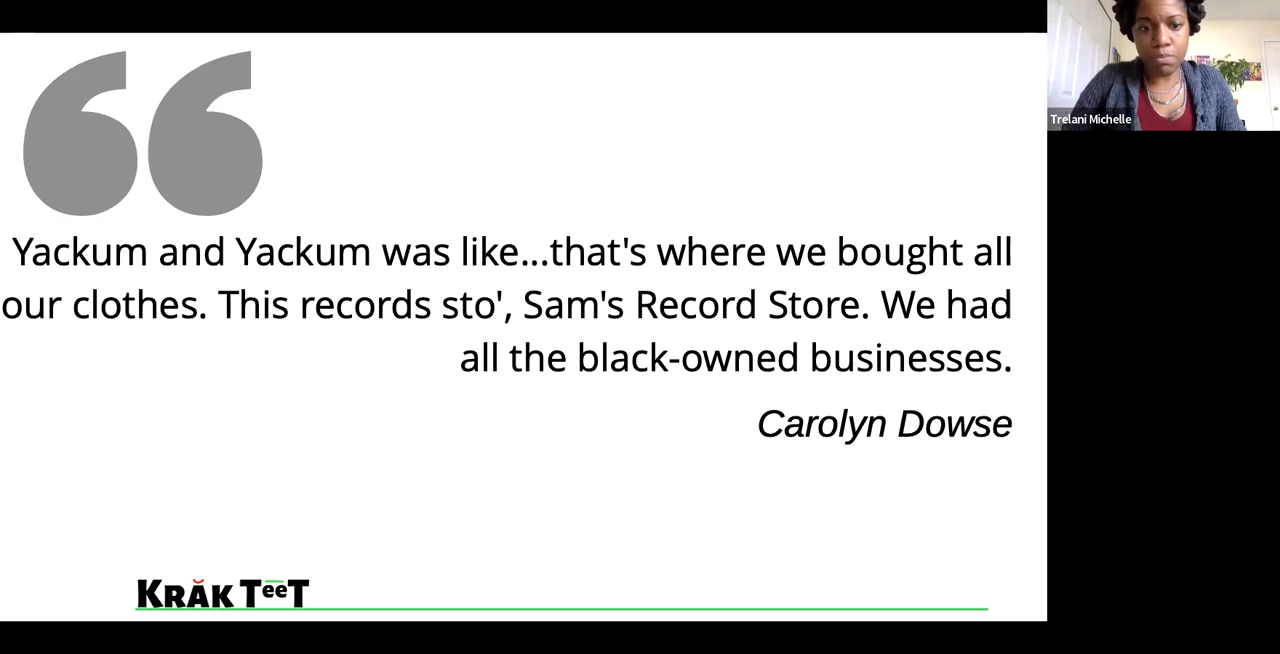 Trelani Michelle
Yackum and Yackum was like...that's where we bought all
our clothes. This records sto', Sam's Record Store. We had
all the black-owned businesses.
Carolyn Dowse
KRĂK TEET